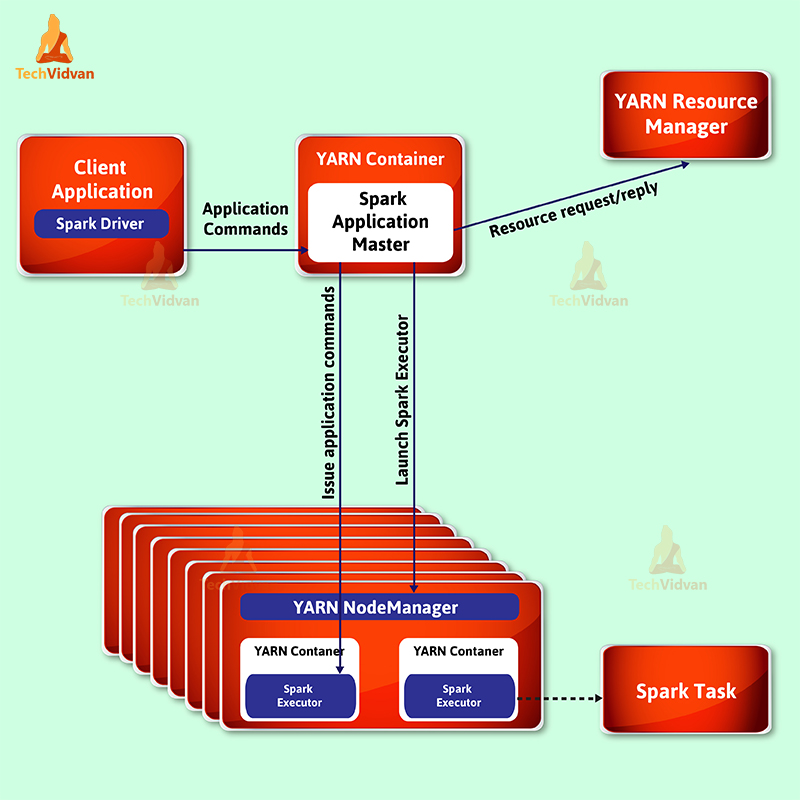 TechVidvan
YARN Resource
Manager
Client
Application
Spark Driver
Application
Commands
YARN Container
Spark
Application
Master
Resource request/reply
TechVidvan
TechVidvan
Issue application commands
Launch Spark Executor
TechVidvan
YARN NodeManager
YARN Contaner
Spark
Executor
YARN Contaner
Spark
Executor
Spark Task